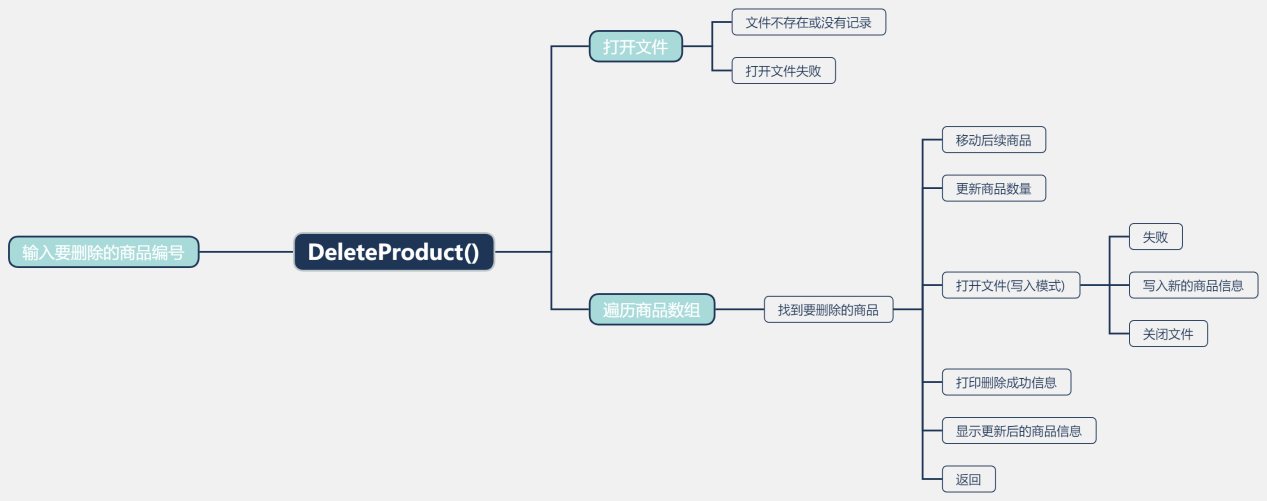 输入要删除的商品编号
DeleteProduct()
打开文件
文件不存在或没有记录
打开文件失败
遍历商品数组
找到要删除的商品
移动后续商品
更新商品数量
打开文件(写入模式)
失败
写入新的商品信息
关闭文件
打印删除成功信息
显示更新后的商品信息
返回